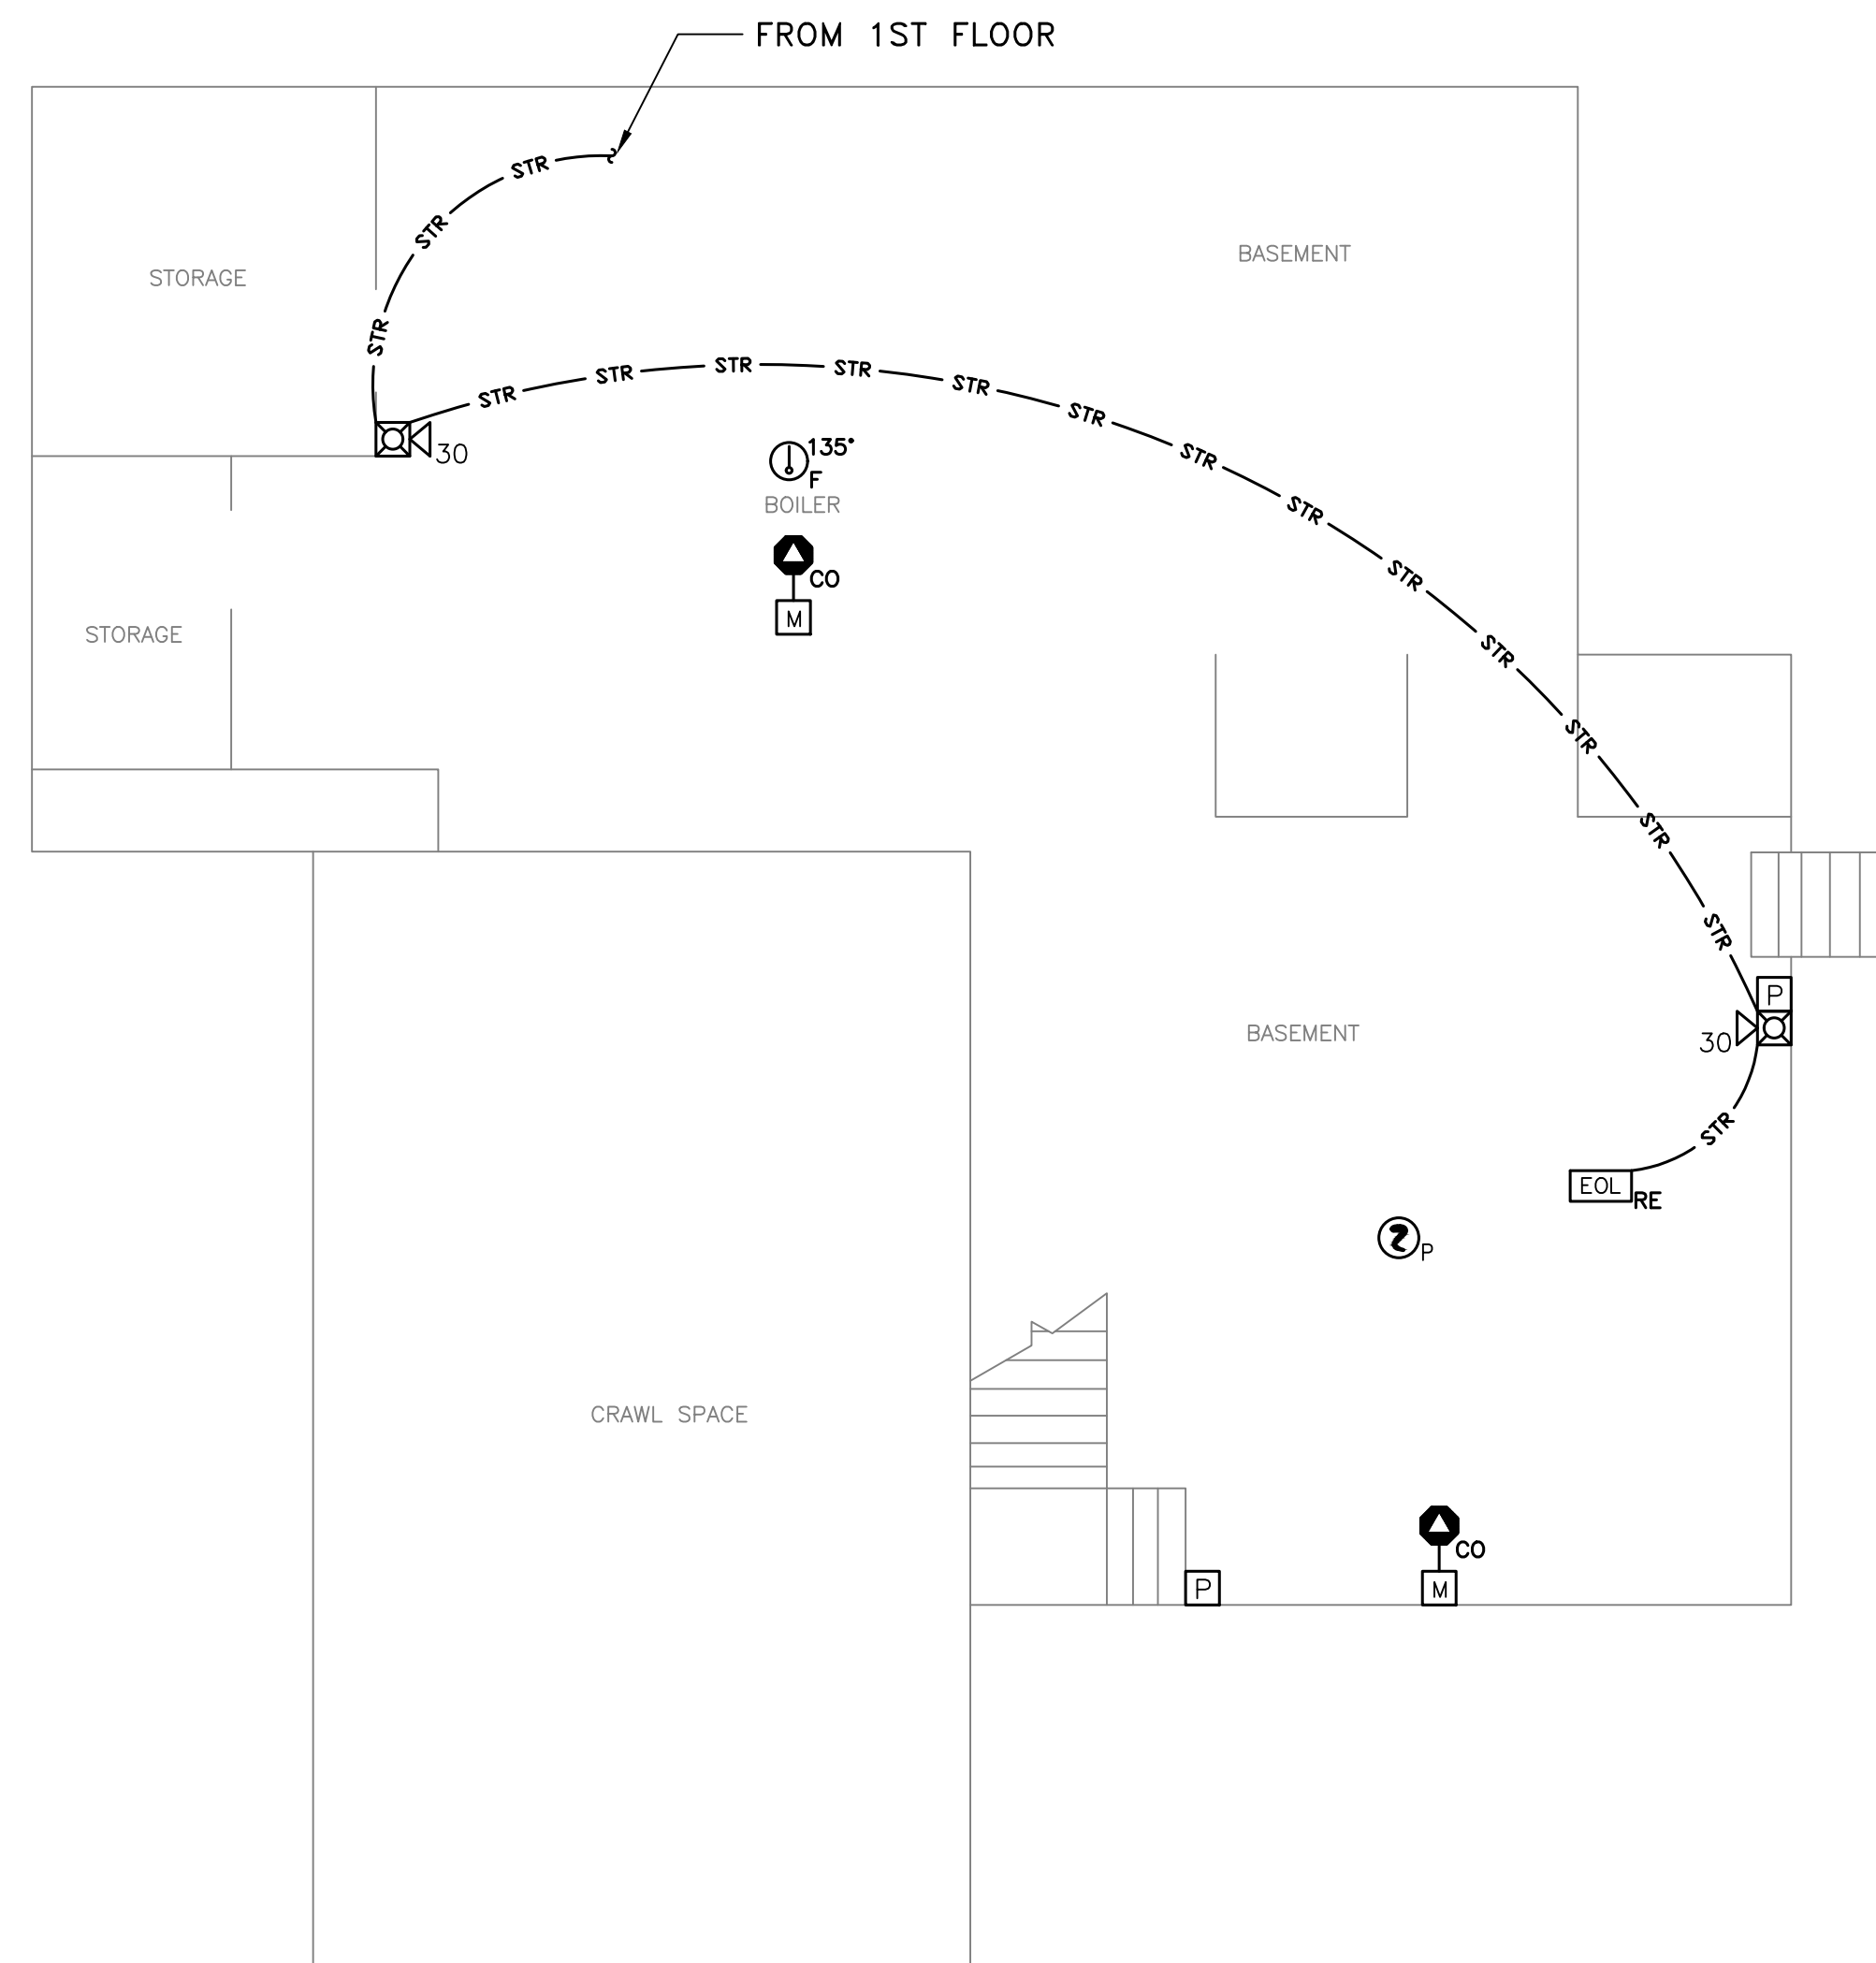 FROM 1ST FLOOR
STR
STR
STR
BASEMENT
STORAGE
STR
STR
STR
STR
STR
STR
STR
STR
STR
STR
STR
STR
STR
30
135°
F
BOILER
CO
M
STORAGE
P
30
BASEMENT
STR
EOL
RE
P
CRAWL SPACE
CO
P
M